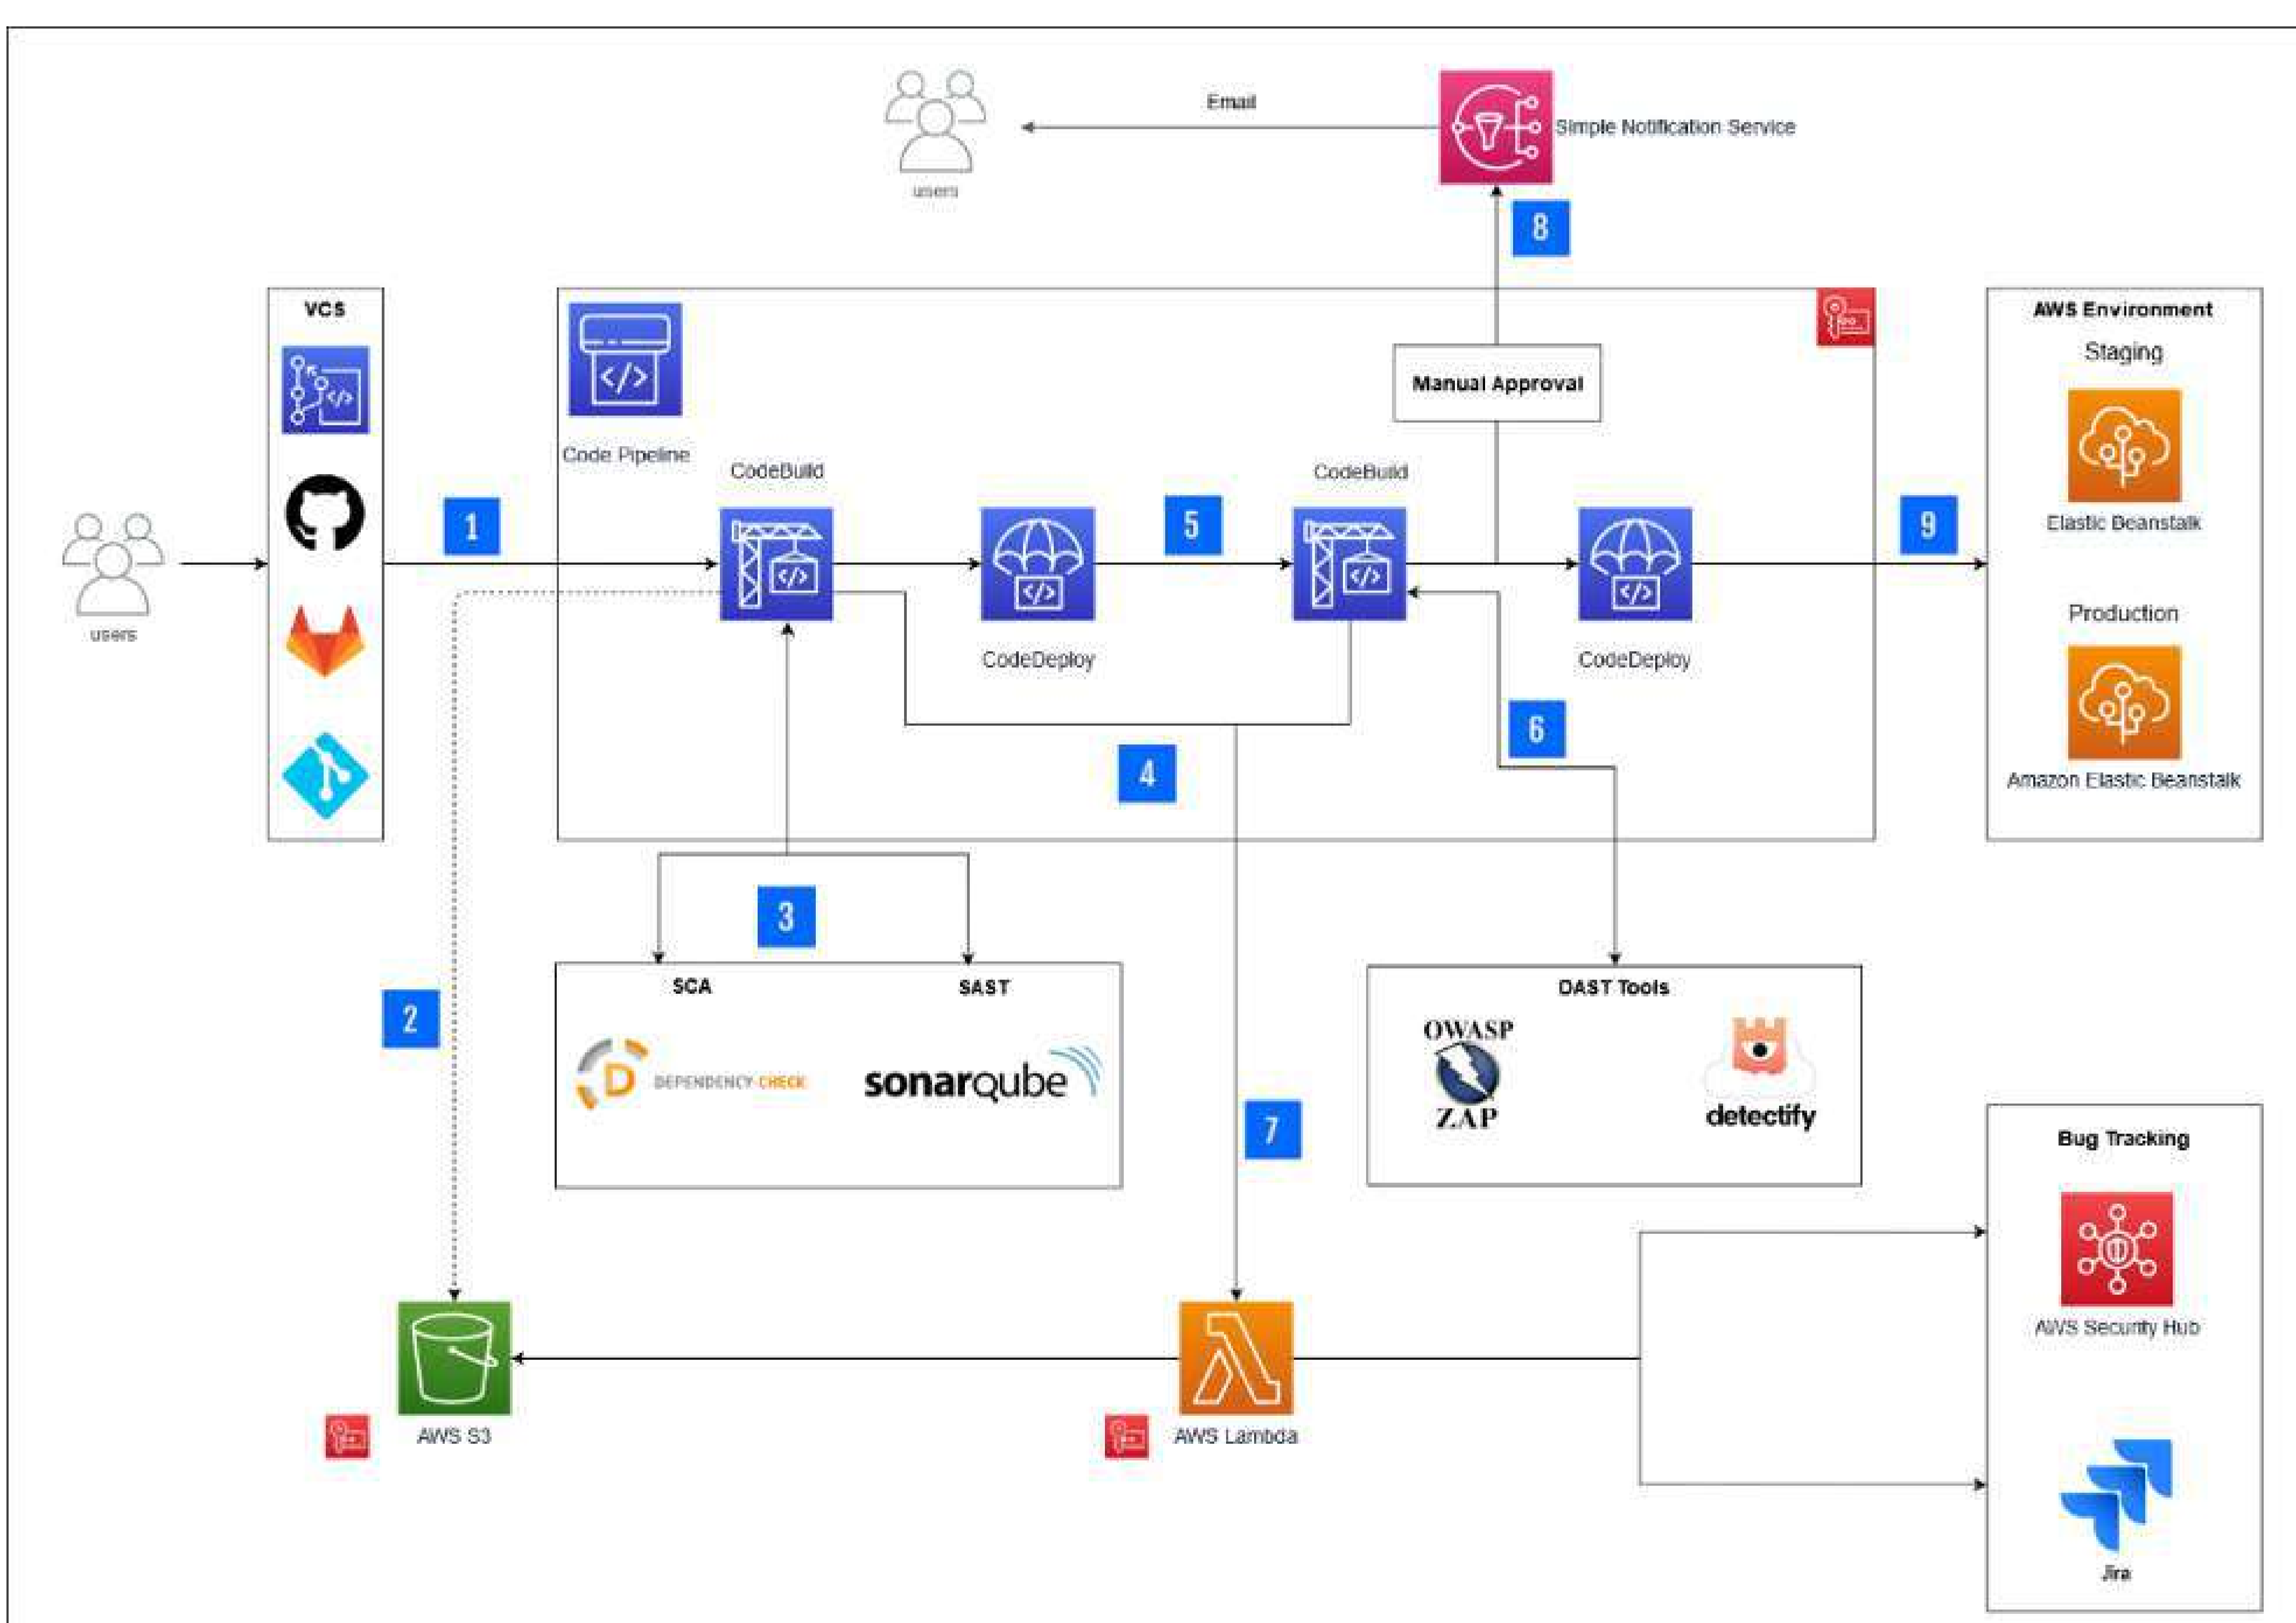 Email
Simple Notification Service
users
8
VCS
AWS Environment
Staging
Manual Approval
Code Pipeline
CodeBuild
CodeBuild
1
5
9
Elastic Beanstalk
users
Production
CodeDeploy
CodeDeploy
6
4
Amazon Elastic Beanstalk
3
SCA
SAST
DAST Tools
2
OWASP
ZAP
DEPENDENCY-CHECK
sonarqube
detectify
7
Bug Tracking
AWS Security Hub
AWS S3
AWS Lambda
Jira